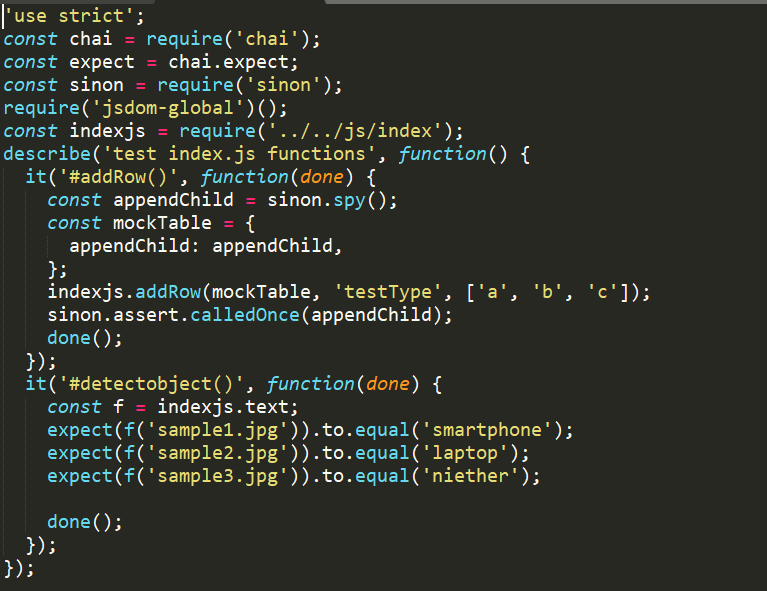 'use strict';
const chai = require('chai');
const expect = chai.expect;
const sinon = require('sinon');
require('jsdom-global')();
const indexjs = require('../../js/index');
describe('test index.js functions', function() {
  it('#addRow()', function(done) {
    const appendChild = sinon.spy();
    const mockTable = {
      appendChild: appendChild,
    };
    indexjs.addRow(mockTable, 'testType', ['a', 'b', 'c']);
    sinon.assert.calledOnce(appendChild);
    done();
  });
  it('#detectobject()', function(done) {
    const f = indexjs.text;
    expect(f('sample1.jpg')).to.equal('smartphone');
    expect(f('sample2.jpg')).to.equal('laptop');
    expect(f('sample3.jpg')).to.equal('niether');

    done();
  });
});